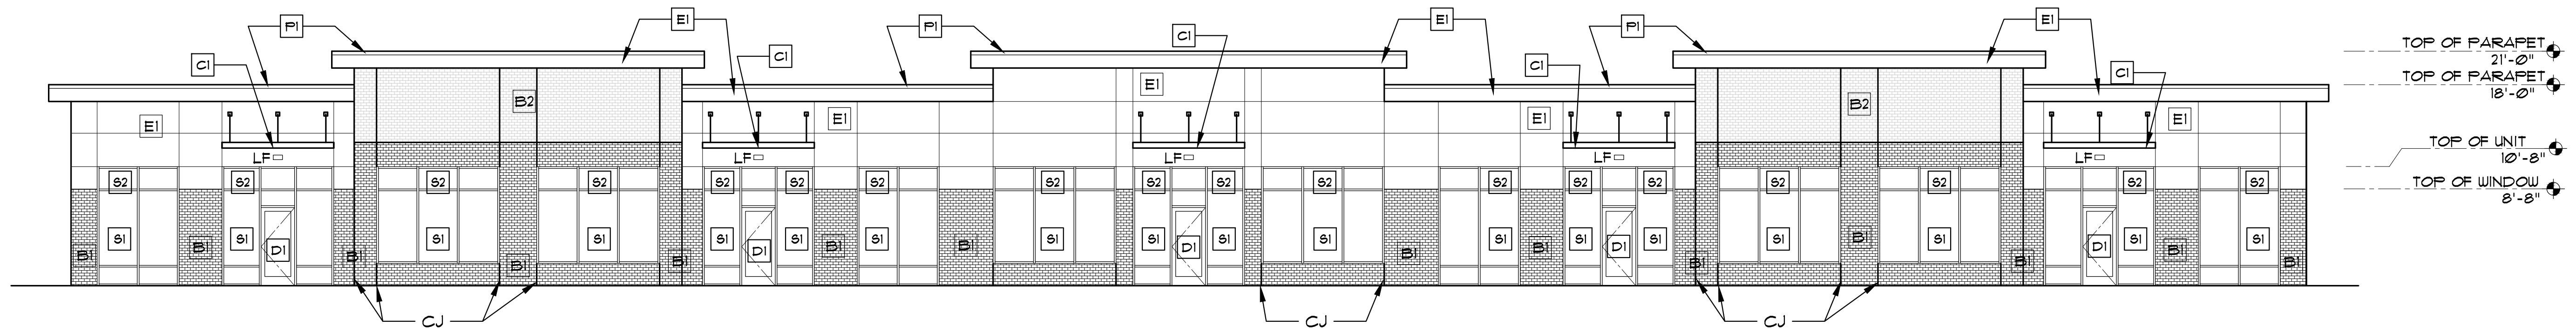 P1 E1 P1 E1 P1 E1
C1 C1 C1 C1 C1
TOP OF PARAPET
21'-0"
TOP OF PARAPET
18'-0"
E1 B2 E1 E1 E1 B2 E1
LF LF LF LF LF
TOP OF UNIT
10'-8"
S2 S2 S2 S2 S2 S2 S2 S2 S2 S2 S2 S2 S2 S2 S2 S2 S2 S2
TOP OF WINDOW
8'-8"
S1 S1 S1 S1 S1 S1 S1 S1 S1 S1 S1 S1 S1 S1 S1 S1 S1 S1
B1 B1 D1 B1 B1 B1 D1 B1 B1 D1 B1 B1 D1 B1 B1 B1 D1 B1 B1
CJ CJ CJ